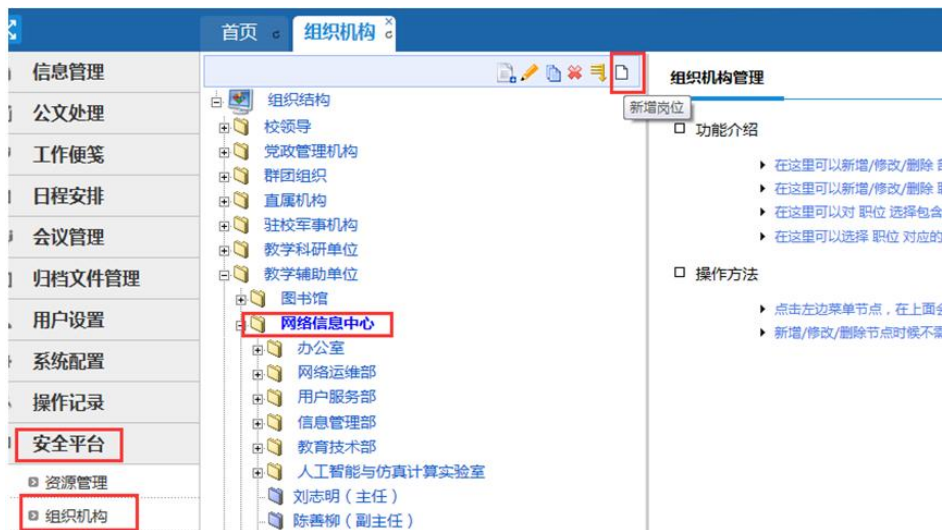 首页
组织机构
信息管理
公文处理
工作便笺
日程安排
会议管理
归档文件管理
用户设置
系统配置
操作记录
安全平台
资源管理
组织机构
组织结构
校领导
党政管理机构
群团组织
直属机构
驻校军事机构
教学科研单位
教学辅助单位
图书馆
网络信息中心
办公室
网络运维部
用户服务部
信息管理部
教育技术部
人工智能与仿真计算实验室
刘志明（主任）
陈善柳（副主任）
新增岗位
组织机构管理
功能介绍
在这里可以新增/修改/删除
在这里可以新增/修改/删除
在这里可以对 职位 选择包含
在这里可以选择 职位 对应的
操作方法
点击左边菜单节点，在上面
新增/修改/删除节点时候不